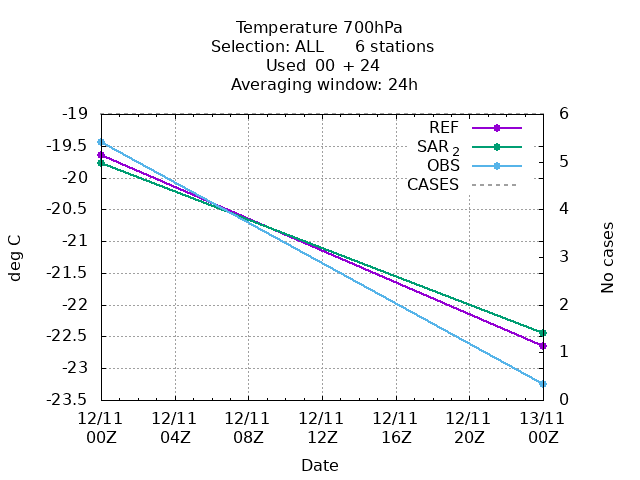 Temperature 700hPa
Selection: ALL 6 stations
Used 00 + 24
Averaging window: 24h
-19 6
REF
-19.5 SAR 2
5
OBS
-20 CASES
-20.5 4
-21
3
-21.5
-22 2
-22.5
1
-23
-23.5 0
deg C
No cases
12/11 12/11 12/11 12/11 12/11 12/11 13/11
00Z 04Z 08Z 12Z 16Z 20Z 00Z
Date